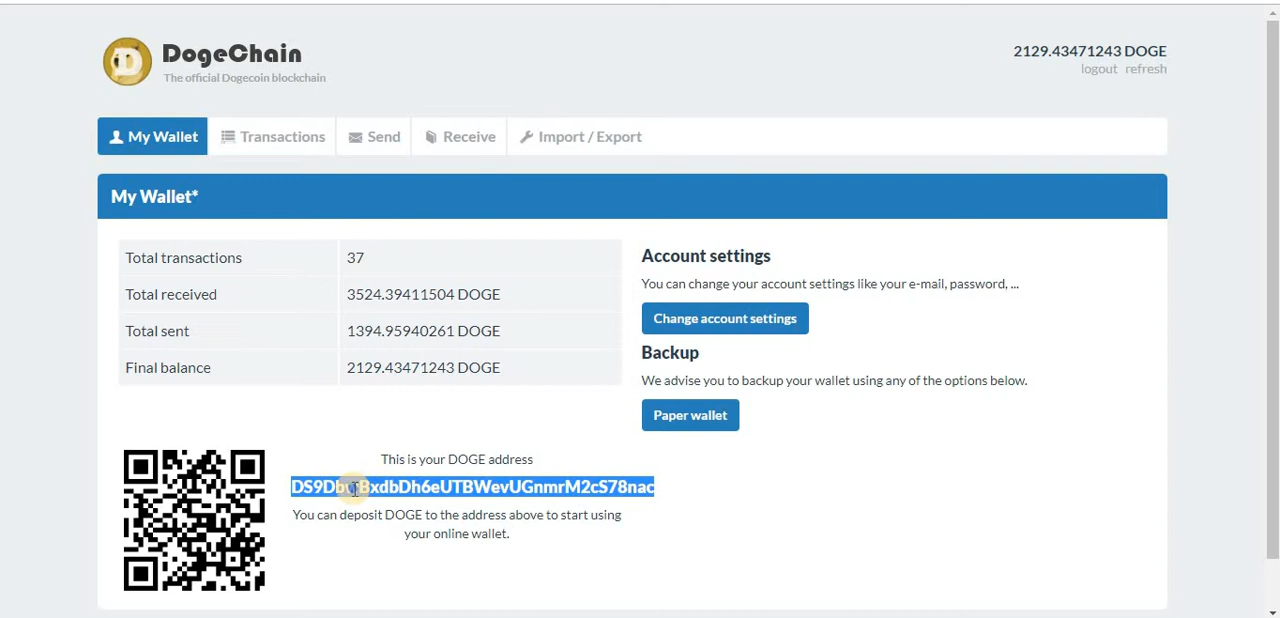 DogeChain
The official Dogecoin blockchain
2129.43471243 DOGE
logout refresh
My Wallet
Transactions
Send
Receive
Import / Export
My Wallet*
Total transactions 37
Total received 3524.39411504 DOGE
Total sent 1394.95940261 DOGE
Final balance 2129.43471243 DOGE
Account settings
You can change your account settings like your e-mail, password, ...
Change account settings
Backup
We advise you to backup your wallet using any of the options below.
Paper wallet
This is your DOGE address
You can deposit DOGE to the address above to start using
your online wallet.